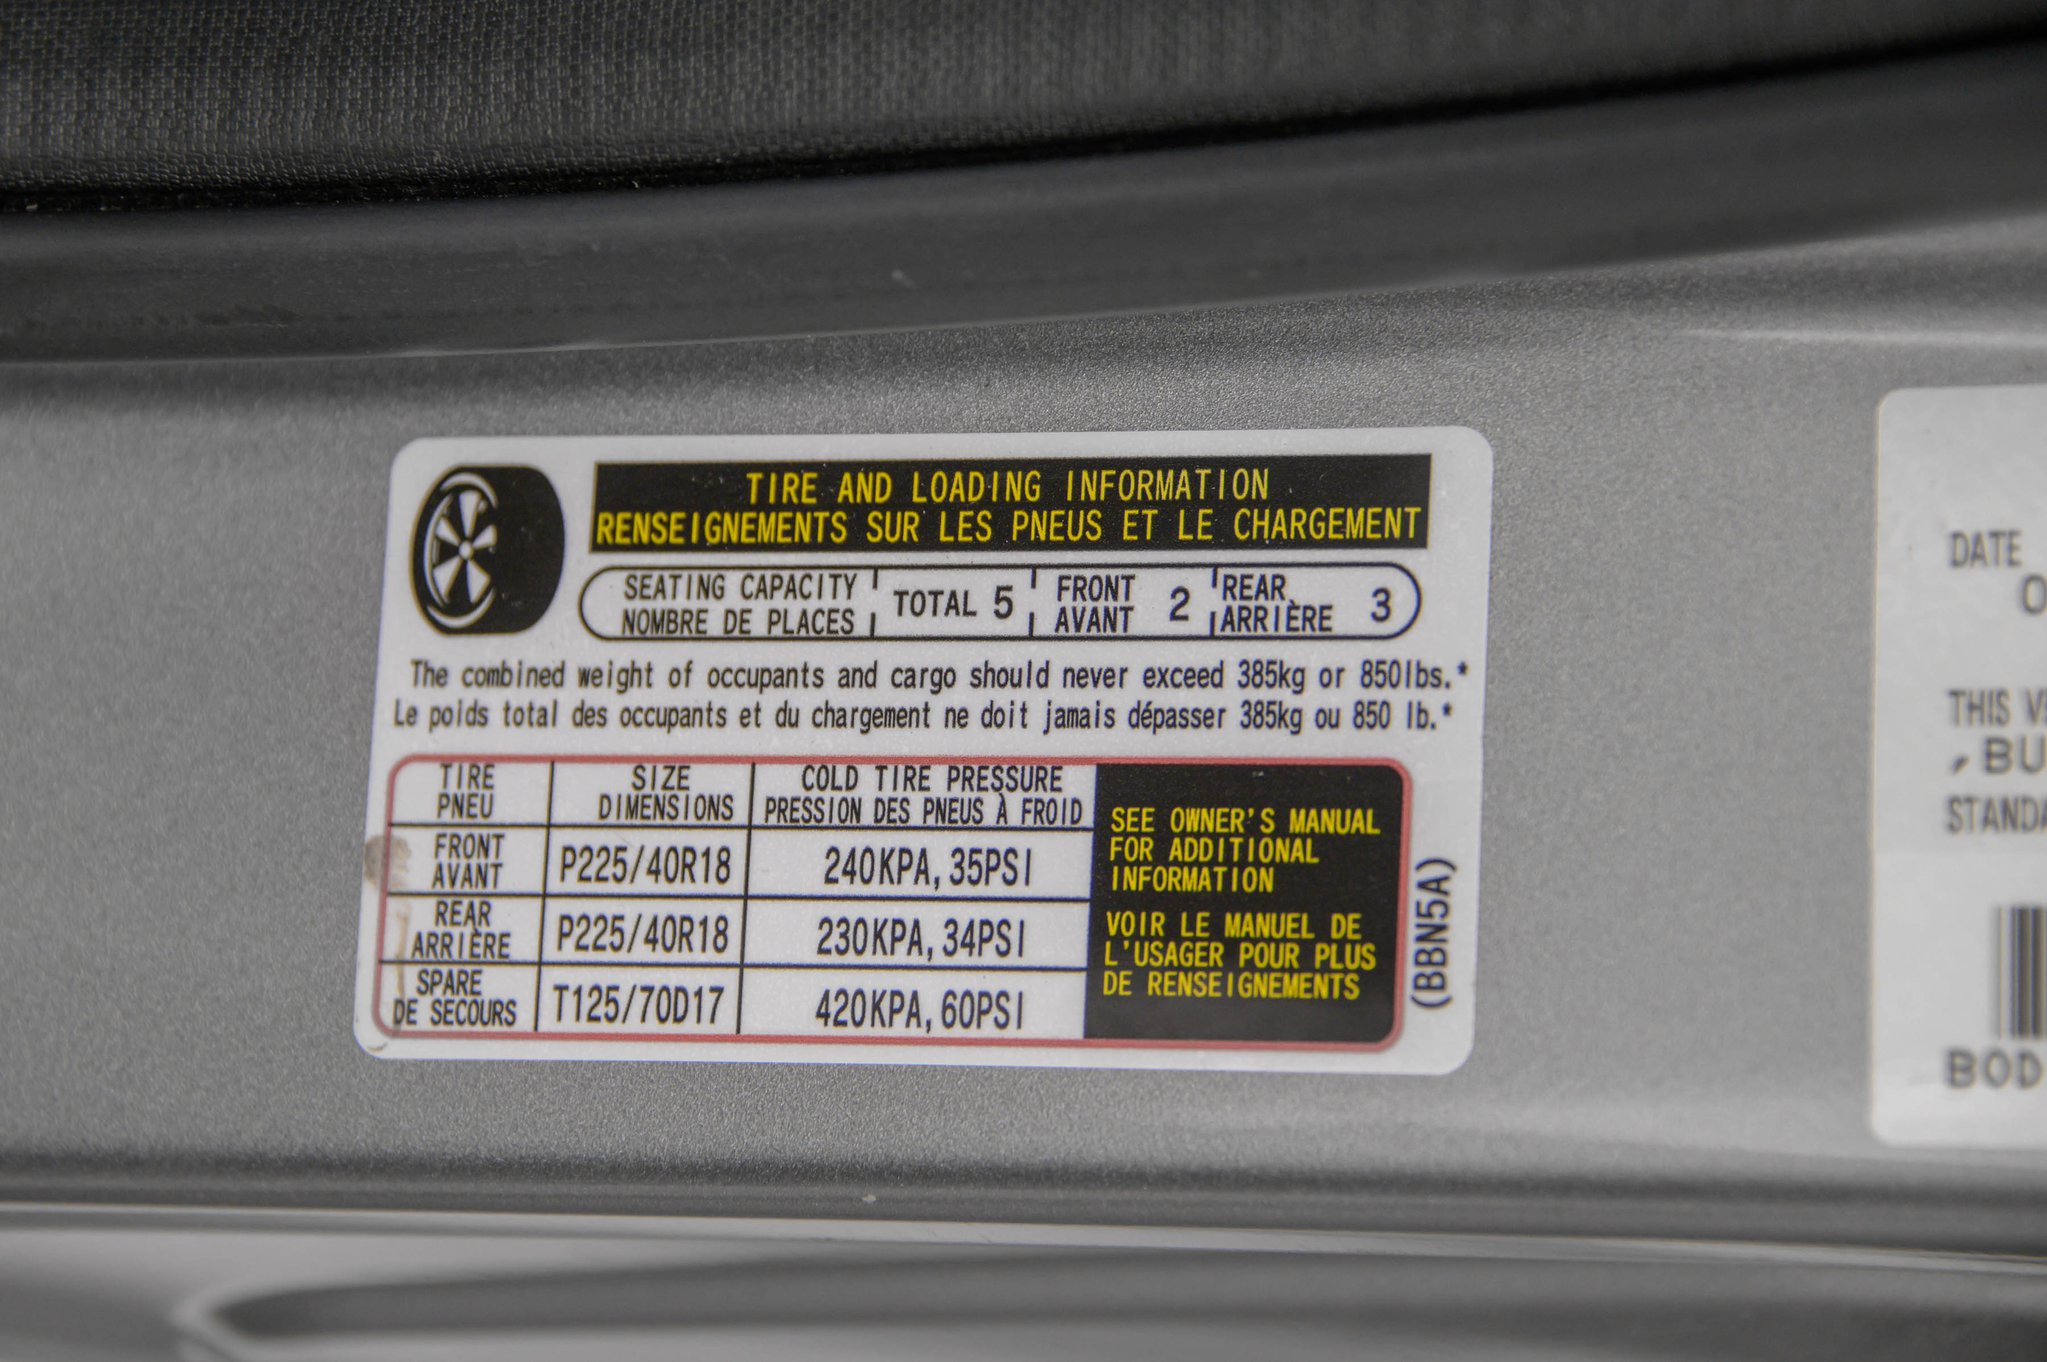 TIRE AND LOADING INFORMATION
RENSEIGNEMENTS SUR LES PNEUS ET LE CHARGEMENT
SEATING CAPACITY
NOMBRE DE PLACES
TOTAL 5
FRONT
AVANT
2
REAR
ARRIÈRE
3
The combined weight of occupants and cargo should never exceed 385kg or 850lbs.*
Le poids total des occupants et du chargement ne doit jamais dépasser 385kg ou 850 lb.*
TIRE
PNEU
SIZE
DIMENSIONS
COLD TIRE PRESSURE
PRESSION DES PNEUS À FROID
FRONT
AVANT
P225/40R18
240KPA, 35PSI
REAR
ARRIÈRE
P225/40R18
230KPA, 34PSI
SPARE
DE SECOURS
T125/70D17
420KPA, 60PSI
SEE OWNER'S MANUAL
FOR ADDITIONAL
INFORMATION
VOIR LE MANUEL DE
L'USAGER POUR PLUS
DE RENSEIGNEMENTS
(BBN5A)
DATE
THIS